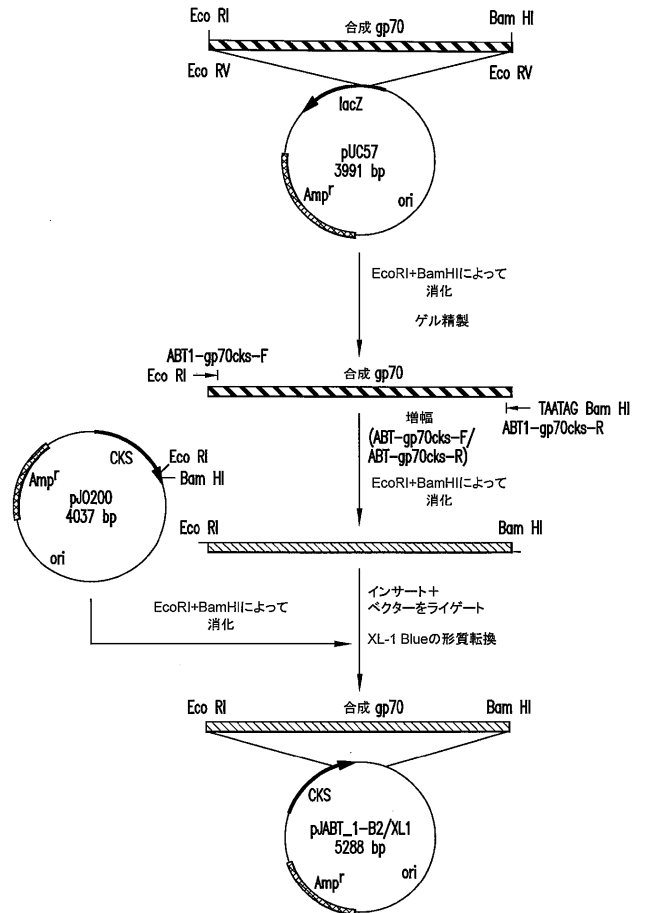 Eco RI
合成 gp70
Bam HI
Eco RV
Eco RV
lacZ
pUC57
3991 bp
Ampr
ori
EcoRI+BamHIによって
消化
ゲル精製
ABT1-gp70cks-F
Eco RI
合成 gp70
TAATAG Bam HI
ABT1-gp70cks-R
増幅
(ABT-gp70cks-F/
ABT-gp70cks-R)
EcoRI+BamHIによって
消化
CKS
Eco RI
Bam HI
Ampr
pJO200
4037 bp
ori
Eco RI
Bam HI
インサート+
ベクターをライゲート
EcoRI+BamHIによって
消化
XL-1 Blueの形質転換
Eco RI
合成 gp70
Bam HI
CKS
pJABT_1-B2/XL1
5288 bp
ori
Ampr